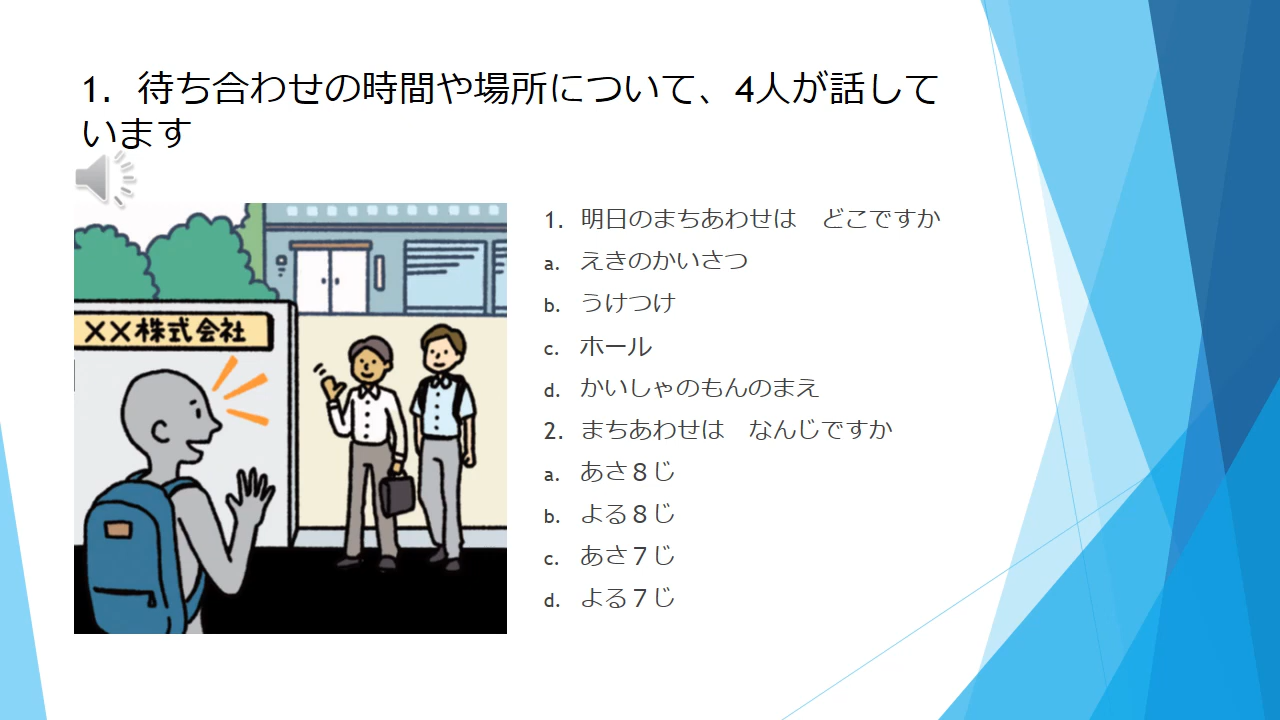 1．待ち合わせの時間や場所について、4人が話して
います
××株式会社
1. 明日のまちあわせは　どこですか
a. えきのかいさつ
b. うけつけ
c. ホール
d. かいしゃのもんのまえ
2. まちあわせは　なんじですか
a. あさ８じ
b. よる８じ
c. あさ７じ
d. よる７じ